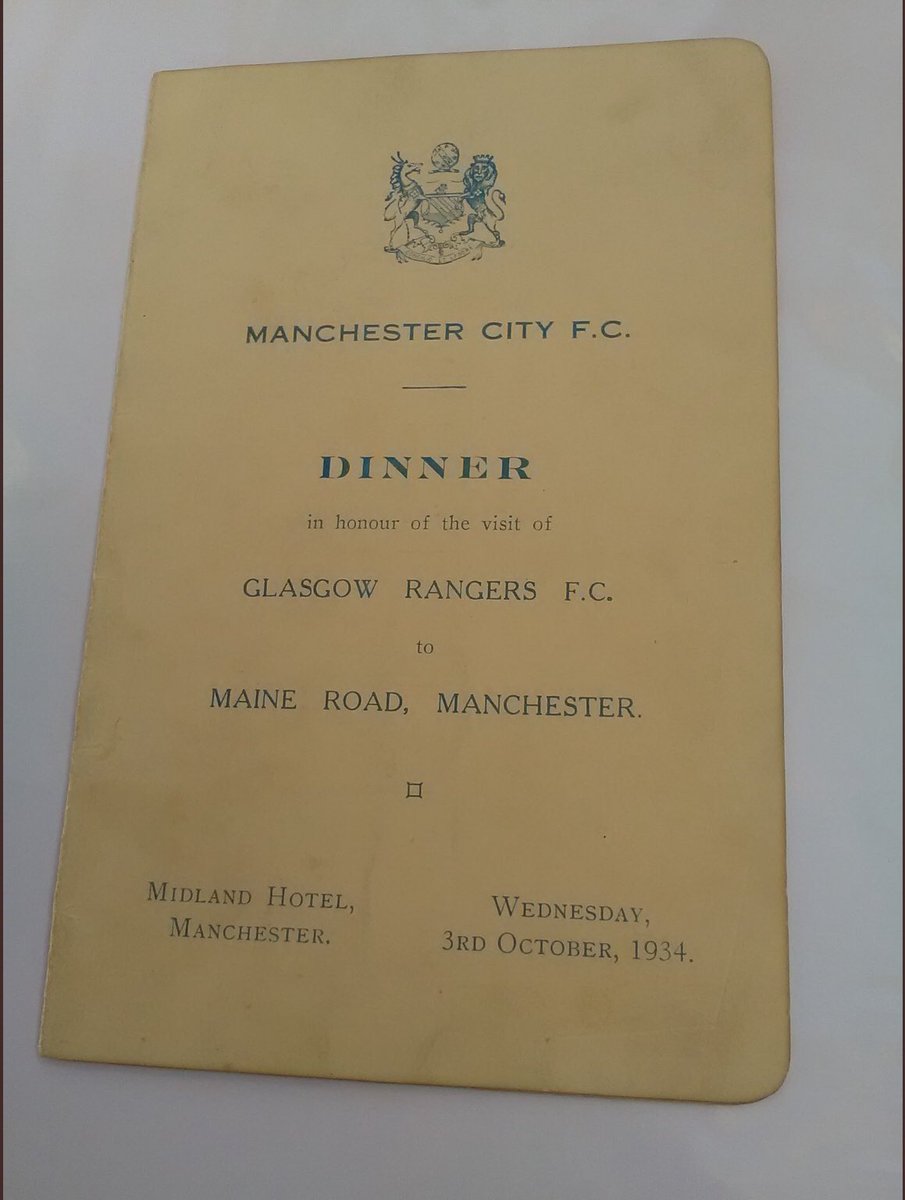 MANCHESTER CITY F.C.
DINNER
in honour of the visit of
GLASGOW RANGERS F.C.
to
MAINE ROAD, MANCHESTER.
MIDLAND HOTEL,
MANCHESTER.
WEDNESDAY,
3RD OCTOBER, 1934.